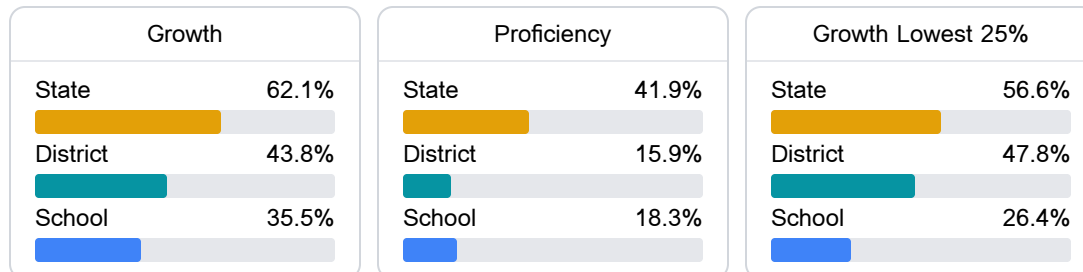 Growth
State 62.1%
District 43.8%
School 35.5%
Proficiency
State 41.9%
District 15.9%
School 18.3%
Growth Lowest 25%
State 56.6%
District 47.8%
School 26.4%